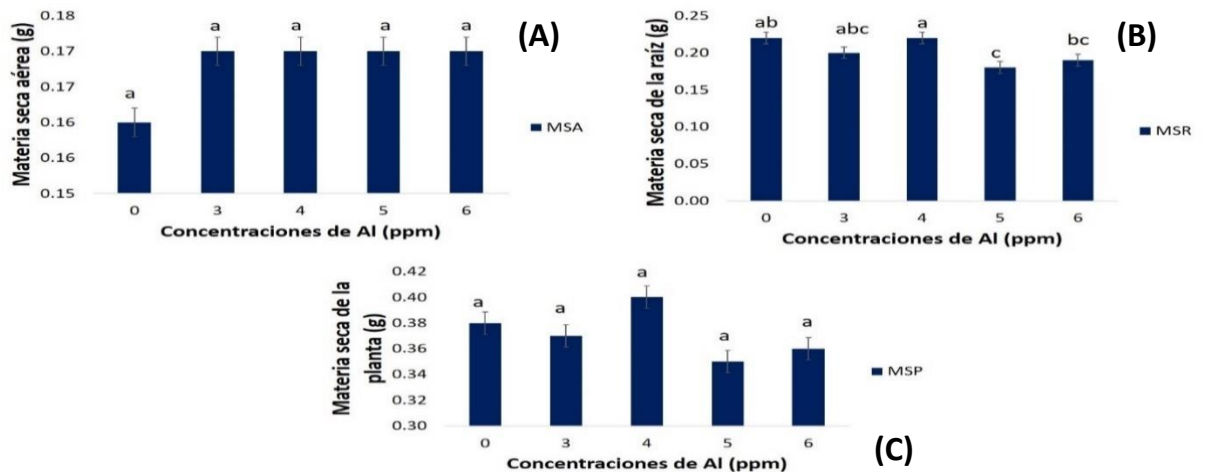 (A)
Materia seca aérea (g)
0.18
0.17
0.17
0.16
0.16
0.15
a
a
a
a
a
0
3
4
5
6
Concentraciones de Al (ppm)
MSA
(B)
Materia seca de la raíz (g)
0.25
0.20
0.15
0.10
0.05
0.00
ab
abc
a
c
bc
0
3
4
5
6
Concentraciones de Al (ppm)
MSR
Materia seca de la
planta (g)
0.42
0.40
0.38
0.36
0.34
0.32
0.30
a
a
a
a
a
0
3
4
5
6
Concentraciones de Al (ppm)
MSP
(C)